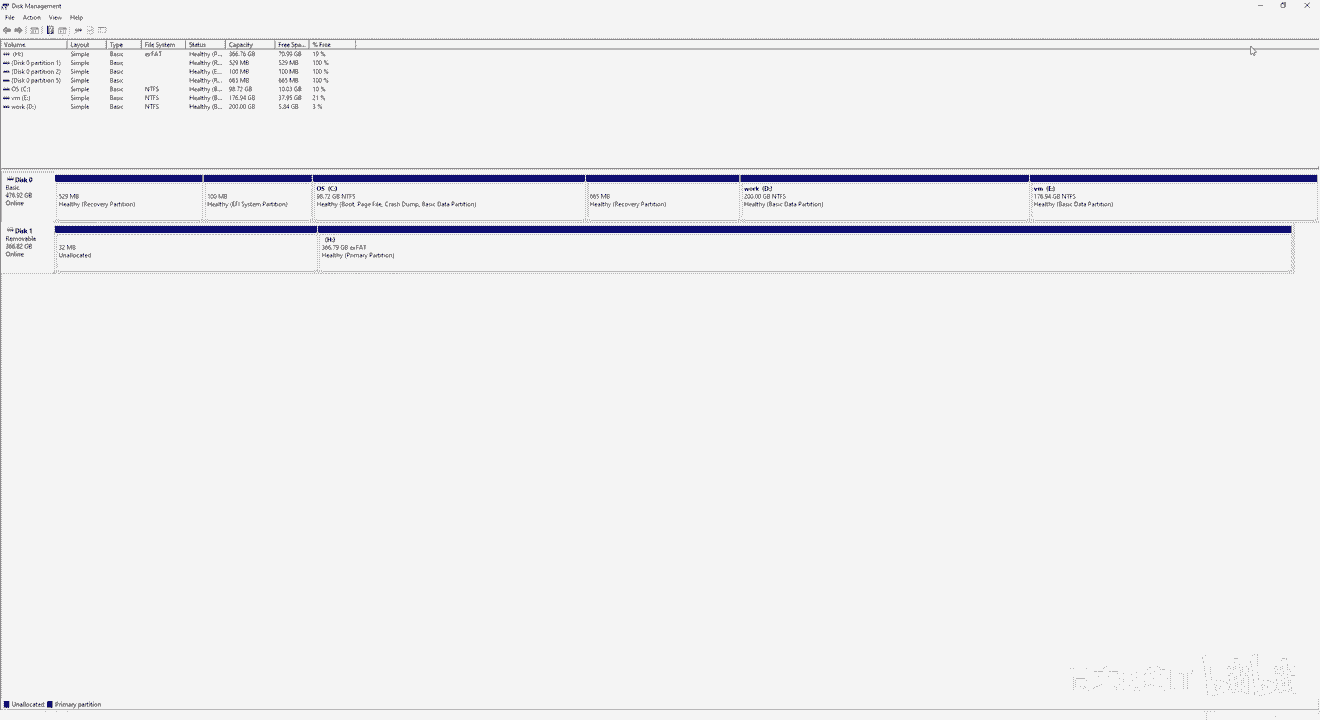 Disk Management
File Action View Help
Volume Layout Type File System Status Capacity Free Spa... % Free
(H:) Simple Basic exFAT Healthy (P... 366.76 GB 70.99 GB 19 %
(Disk 0 partition 1) Simple Basic Healthy (R... 529 MB 529 MB 100 %
(Disk 0 partition 2) Simple Basic Healthy (E... 100 MB 100 MB 100 %
(Disk 0 partition 5) Simple Basic Healthy (R... 665 MB 665 MB 100 %
OS (C:) Simple Basic NTFS Healthy (B... 98.72 GB 10.03 GB 10 %
vm (E:) Simple Basic NTFS Healthy (B... 176.94 GB 37.95 GB 21 %
work (D:) Simple Basic NTFS Healthy (B... 200.00 GB 5.84 GB 3 %
Disk 0
Basic
476.92 GB
Online
529 MB
Healthy (Recovery Partition)
100 MB
Healthy (EFI System Partition)
OS (C:)
98.72 GB NTFS
Healthy (Boot, Page File, Crash Dump, Basic Data Partition)
665 MB
Healthy (Recovery Partition)
work (D:)
200.00 GB NTFS
Healthy (Basic Data Partition)
vm (E:)
176.94 GB NTFS
Healthy (Basic Data Partition)
Disk 1
Removable
366.82 GB
Online
32 MB
Unallocated
(H:)
366.79 GB exFAT
Healthy (Primary Partition)
Unallocated Primary partition